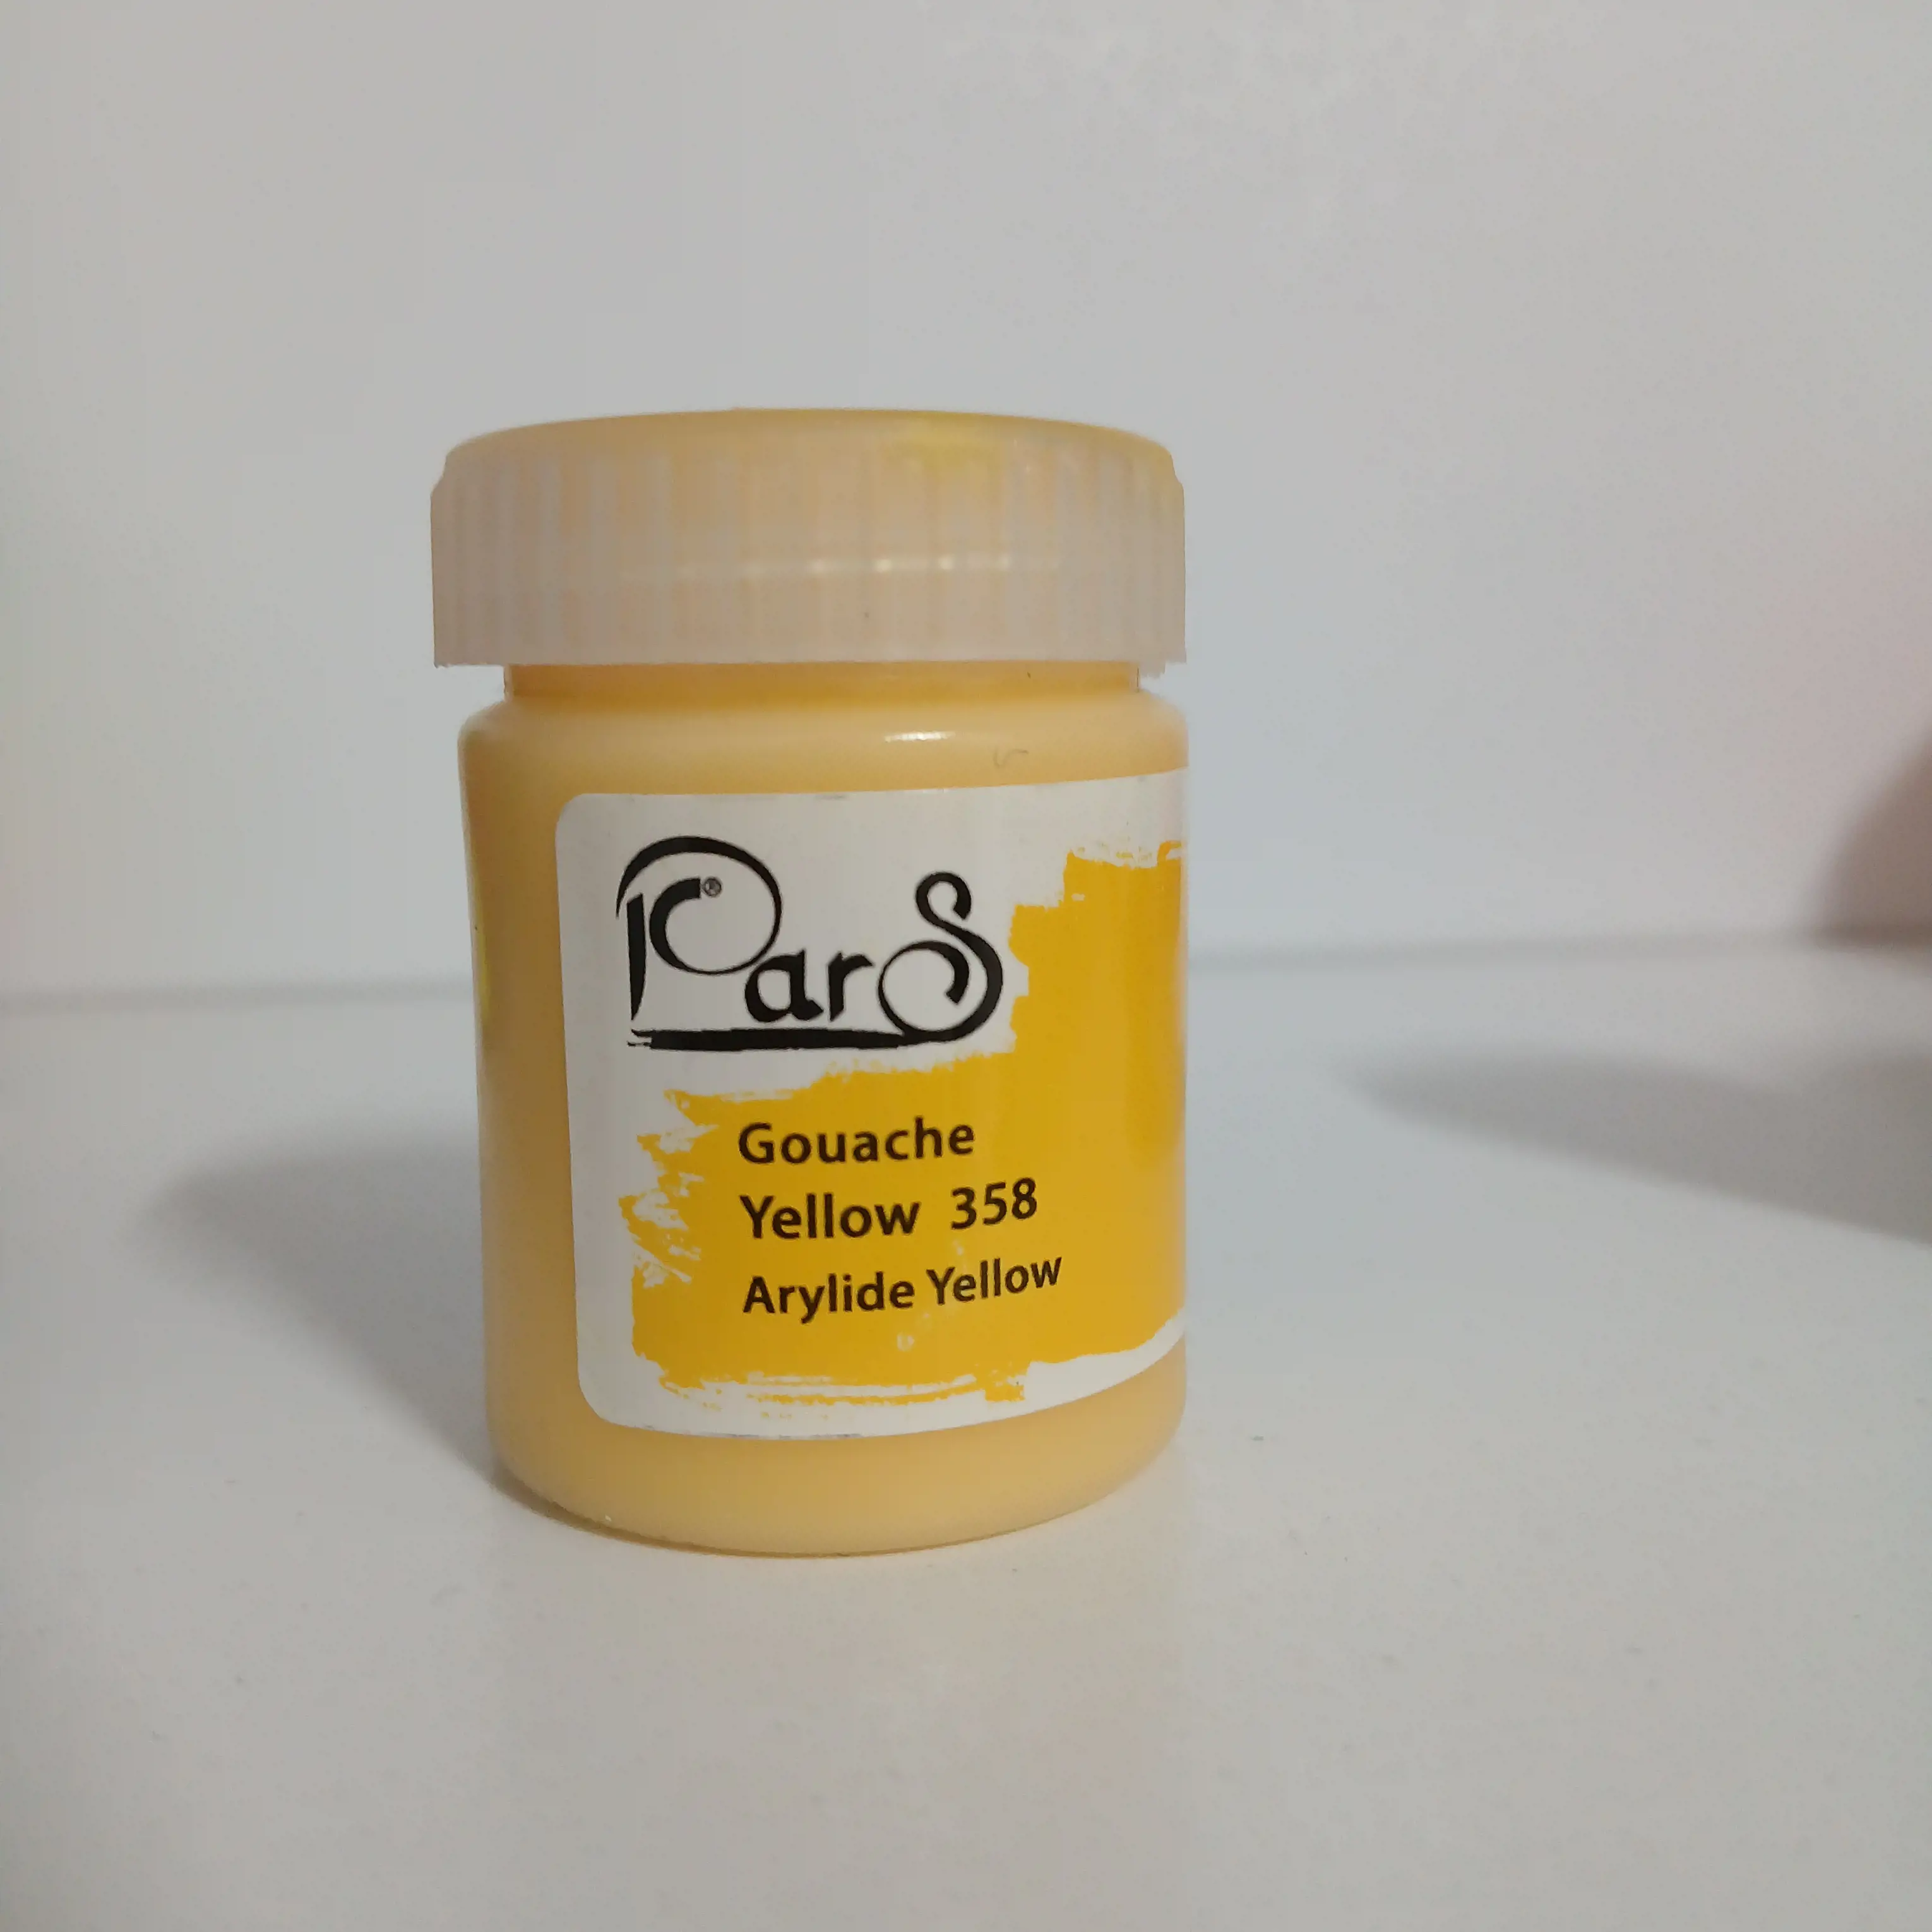 ParS®
Gouache
Yellow 358
Arylide Yellow